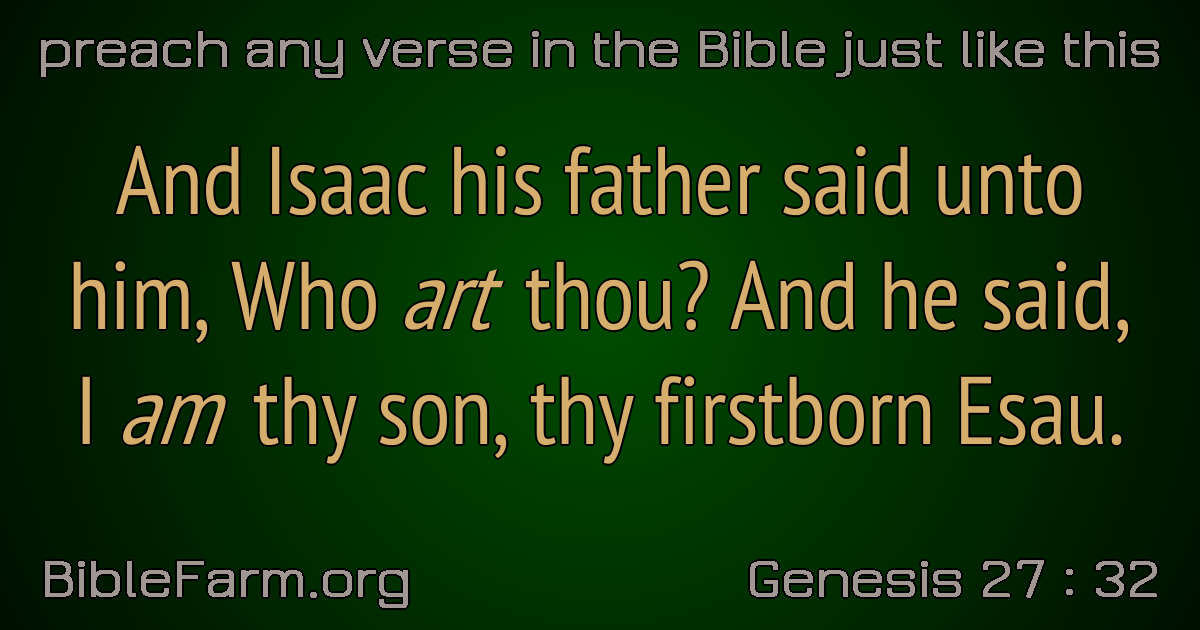 preach any verse in the Bible just like this
And Isaac his father said unto
him, Who art thou? And he said,
I am thy son, thy firstborn Esau.
BibleFarm.org
Genesis 27 : 32